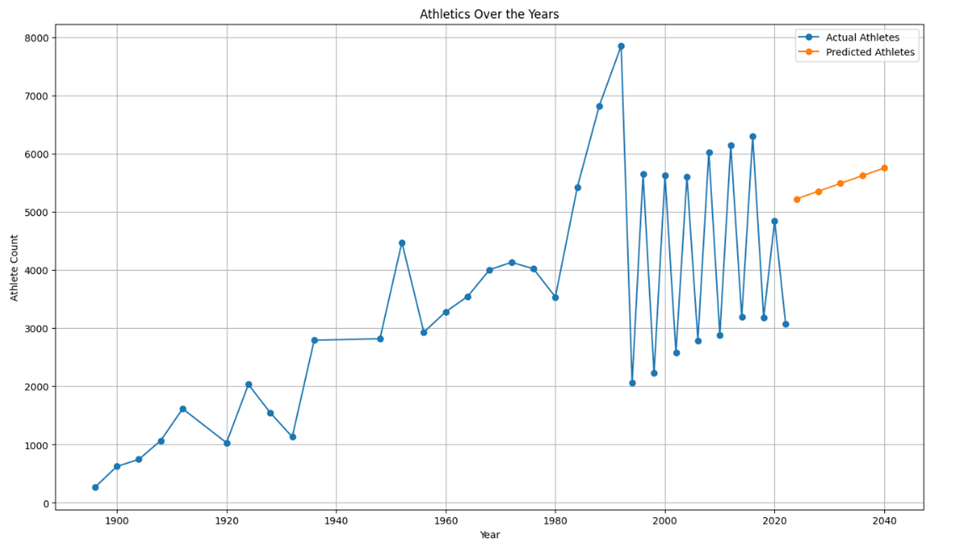 Athletics Over the Years
Actual Athletes
Predicted Athletes
8000
7000
6000
5000
4000
3000
2000
1000
0
Athlete Count
1900 1920 1940 1960 1980 2000 2020 2040
Year